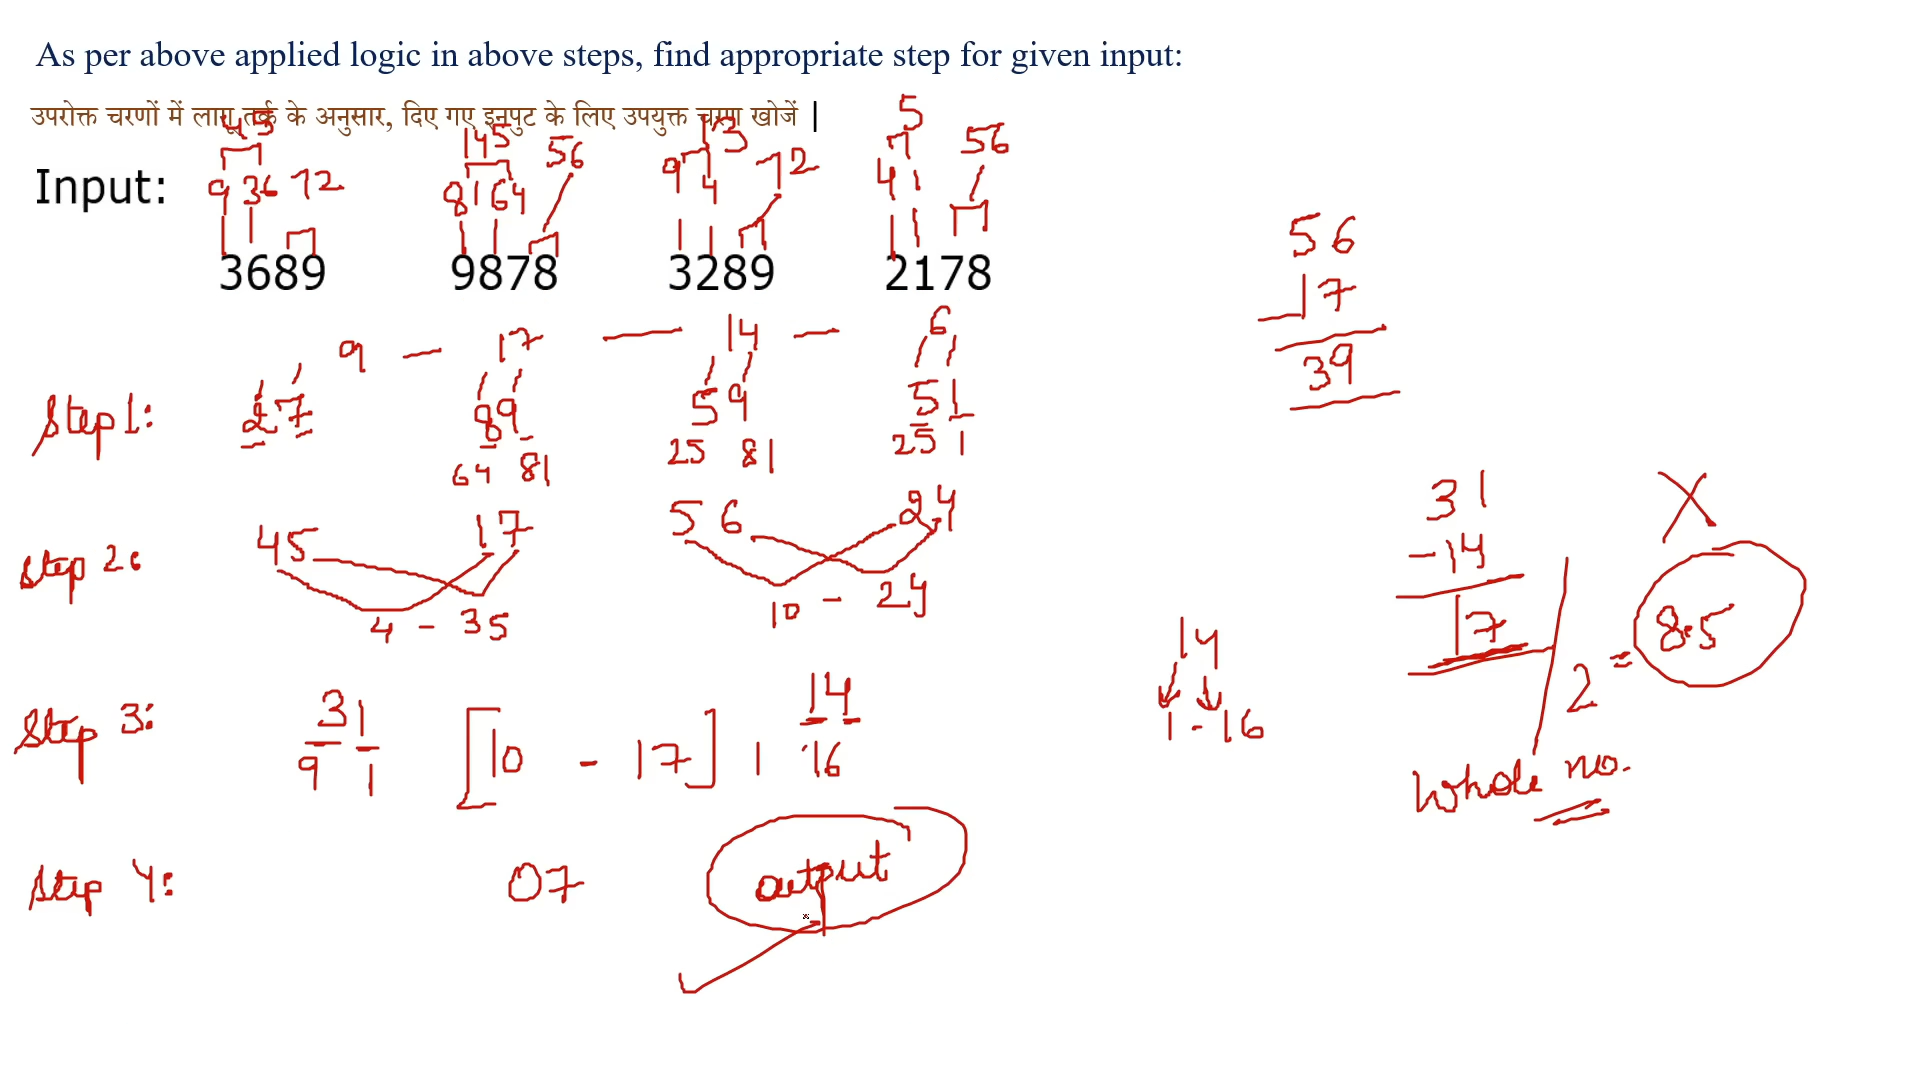 As per above applied logic in above steps, find appropriate step for given input:
उपरोक्त चरणों में लागू तर्क के अनुसार, दिए गए इनपुट के लिए उपयुक्त चरण खोजें |
45 145 56 13 5 56
Input: 9 36 72 81 64 9 4 72 4 1
3689 9878 3289 2178
56
17
39
9 — 17 — 14 — 6
Step 1: 27 89 59 51
64 81 25 81 25 1
Step 2: 45 17 56 24
4 - 35 10 - 24
31
-14
17 / 2 = 8.5
X
Whole no.
14
1 - 16
Step 3: 31 [10 - 17] 14
9 1 1 16
Step 4: 07 output